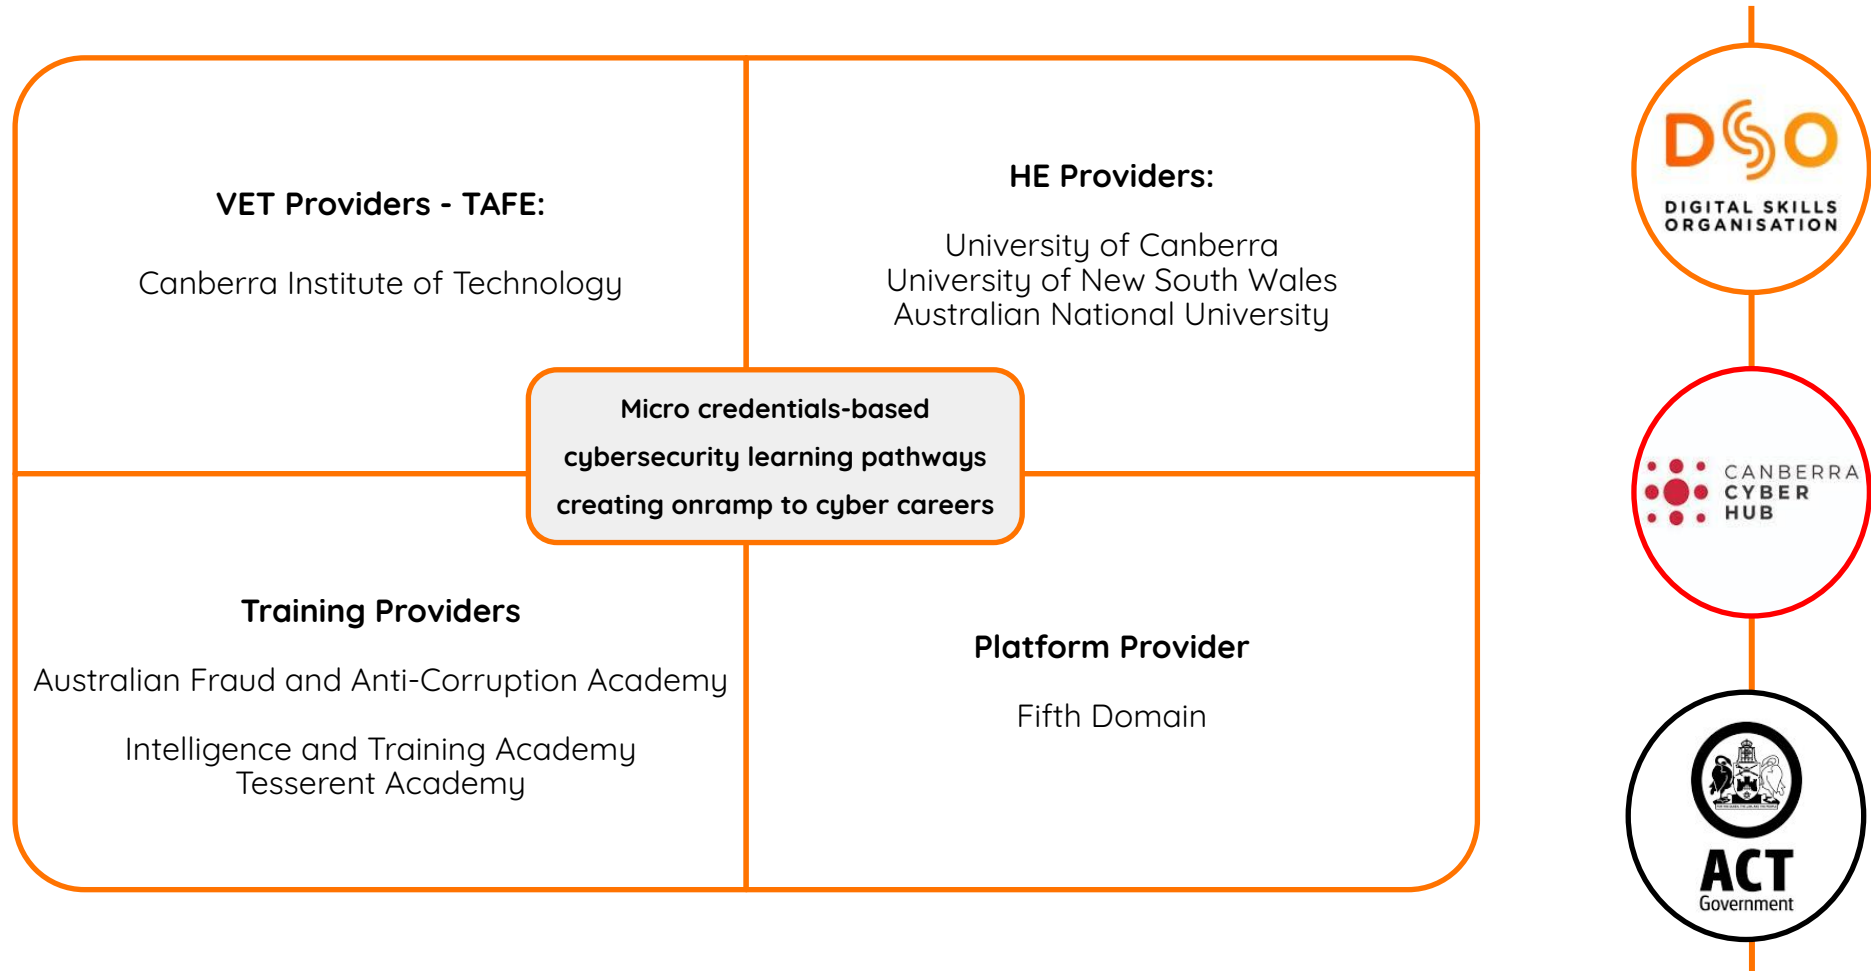 VET Providers - TAFE:
Canberra Institute of Technology
HE Providers:
University of Canberra
University of New South Wales
Australian National University
Micro credentials-based
cybersecurity learning pathways
creating onramp to cyber careers
Training Providers
Australian Fraud and Anti-Corruption Academy
Intelligence and Training Academy
Tesserent Academy
Platform Provider
Fifth Domain
DSO
DIGITAL SKILLS
ORGANISATION
CANBERRA
CYBER
HUB
ACT
Government